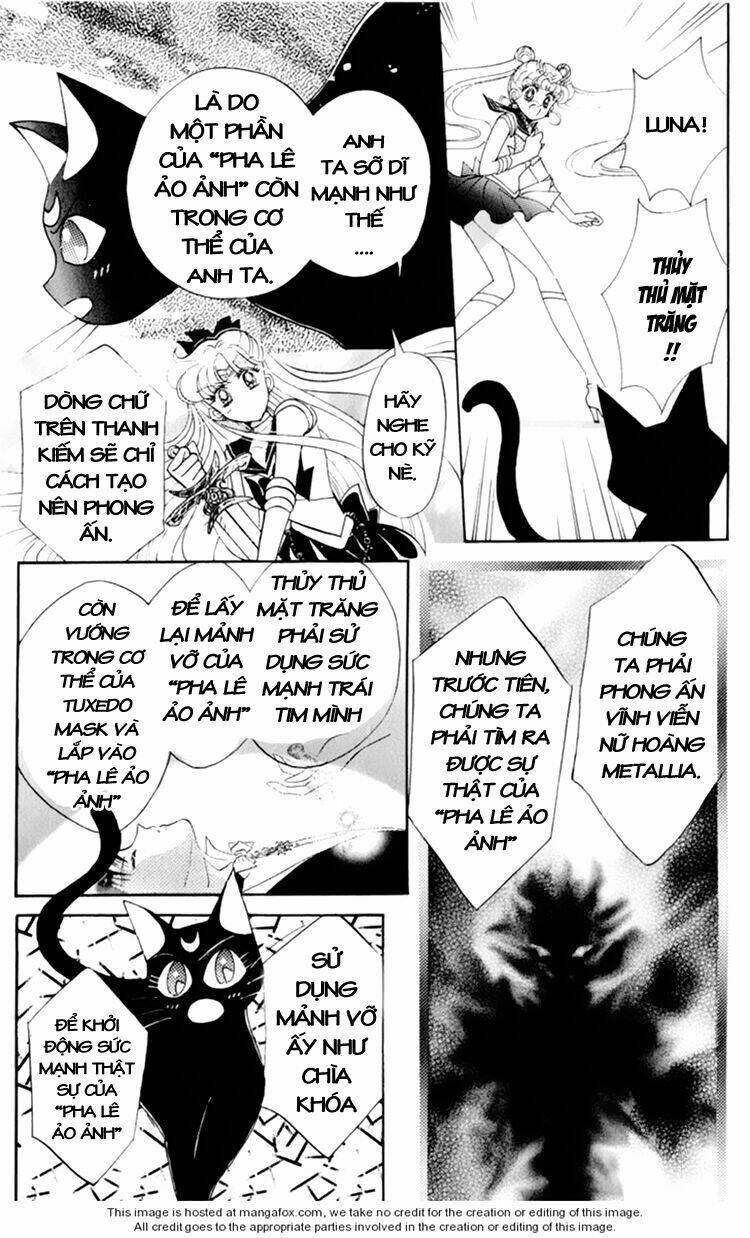 LUNA!
THỦY
THỦ MẶT
TRĂNG
!!
ANH
TA SỠ DĨ
MẠNH NHƯ
THẾ
....
LÀ DO
MỘT PHẦN
CỦA “PHA LÊ
ẢO ẢNH” CÒN
TRONG CƠ
THỂ CỦA
ANH TA.
HÃY
NGHE
CHO KỸ
NÈ.
DÒNG CHỮ
TRÊN THANH
KIẾM SẼ CHỈ
CÁCH TẠO
NÊN PHONG
ẤN.
CHÚNG
TA PHẢI
PHONG ẤN
VĨNH VIỄN
NỮ HOÀNG
METALLIA.
NHƯNG
TRƯỚC TIÊN,
CHÚNG TA
PHẢI TÌM RA
ĐƯỢC SỰ
THẬT CỦA
“PHA LÊ ẢO
ẢNH”
THỦY THỦ
MẶT TRĂNG
PHẢI SỬ
DỤNG SỨC
MẠNH TRÁI
TIM MÌNH
ĐỂ LẤY
LẠI MẢNH
VỠ CỦA
“PHA LÊ
ẢO ẢNH”
CÒN
VƯỚNG
TRONG CƠ
THỂ CỦA
TUXEDO
MASK VÀ
LẮP VÀO
“PHA LÊ ẢO
ẢNH”
SỬ
DỤNG
MẢNH VỠ
ẤY NHƯ
CHÌA
KHÓA
ĐỂ KHỞI
ĐỘNG SỨC
MẠNH THẬT
SỰ CỦA
“PHA LÊ
ẢO ẢNH”
This image is hosted at mangafox.com, we take no credit for the creation or editing of this image.
All credit goes to the appropriate parties involved in the creation or editing of this image.